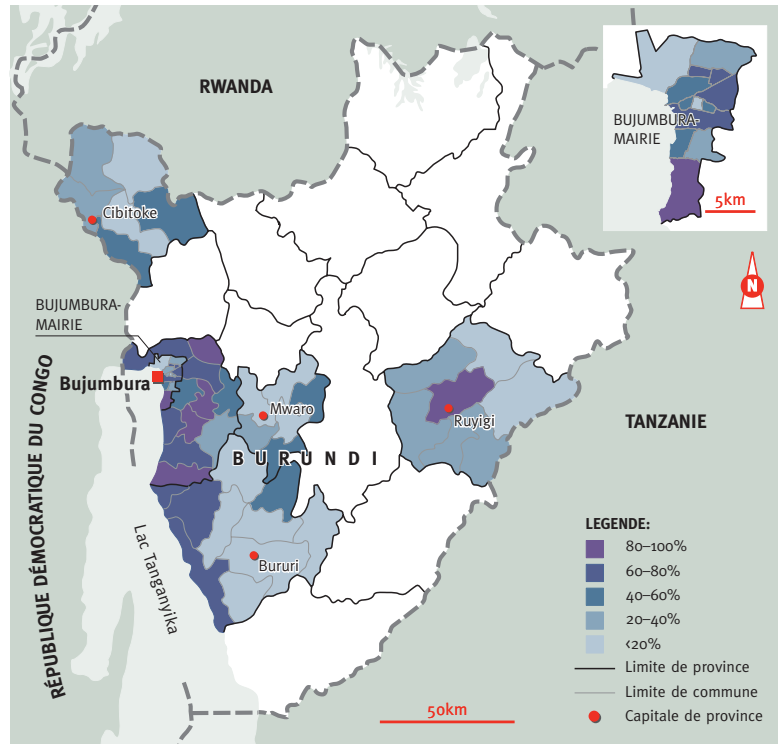 RWANDA
BUJUMBURA-
MAIRIE
5km
Cibitoke
N
BUJUMBURA-
MAIRIE
Bujumbura
Mwaro
Ruyigi
TANZANIE
BURUNDI
RÉPUBLIQUE DÉMOCRATIQUE DU CONGO
Lac Tanganyika
Bururi
LEGENDE:
80–100%
60–80%
40–60%
20–40%
<20%
Limite de province
Limite de commune
Capitale de province
50km